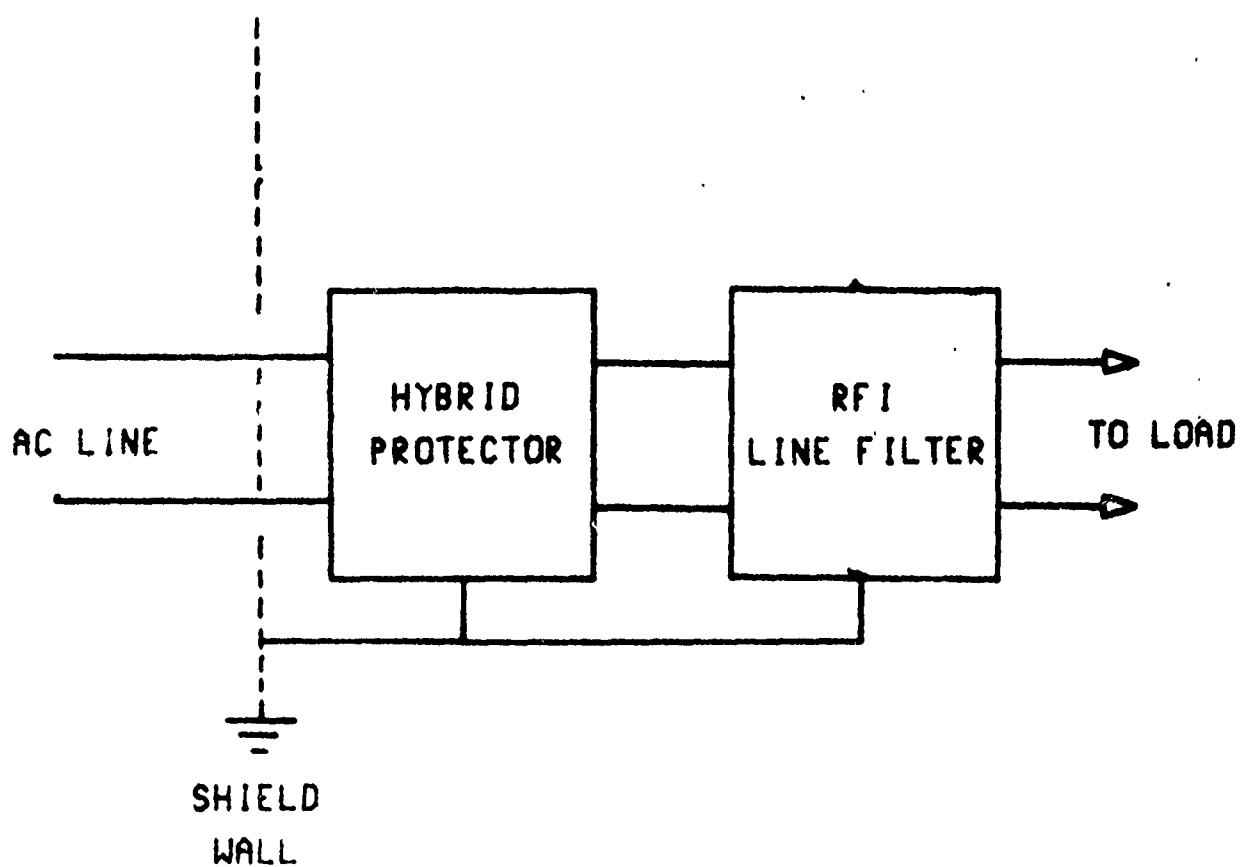 AC LINE
HYBRID
PROTECTOR
RFI
LINE FILTER
TO LOAD
SHIELD
WALL